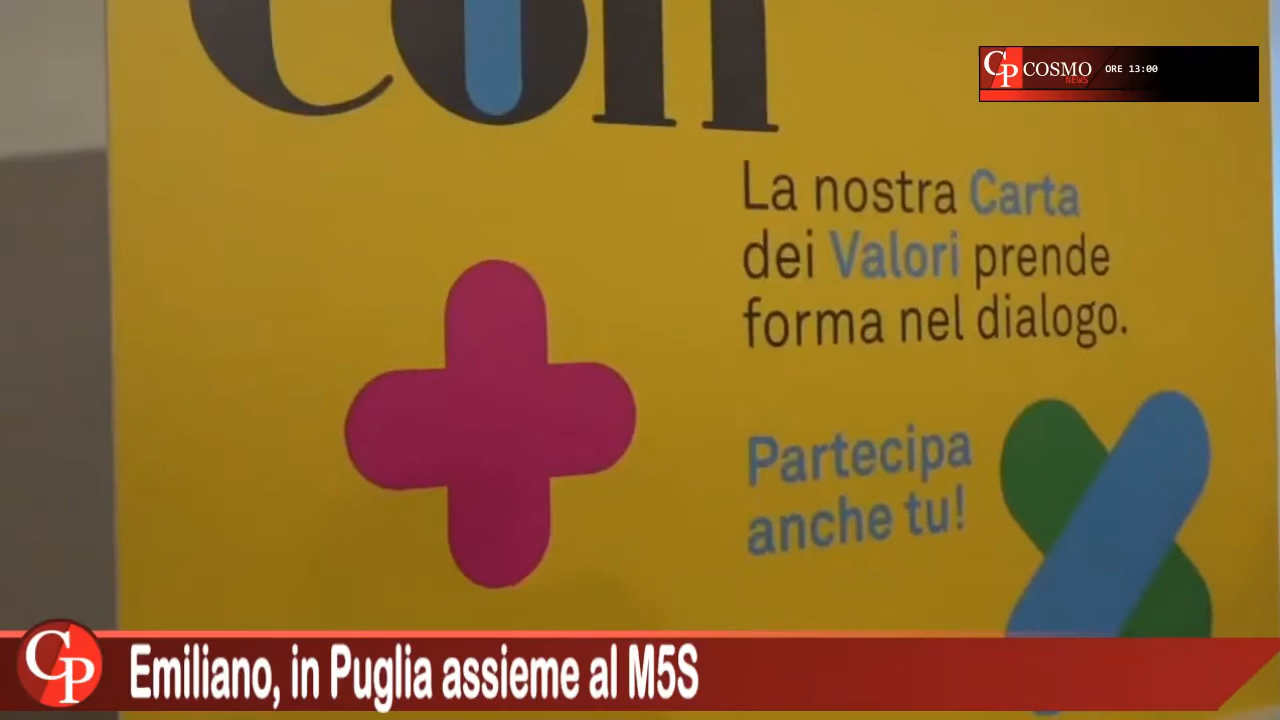 Con
CP COSMO NEWS ORE 13:00
La nostra Carta
dei Valori prende
forma nel dialogo.
Partecipa
anche tu!
CP Emiliano, in Puglia assieme al M5S